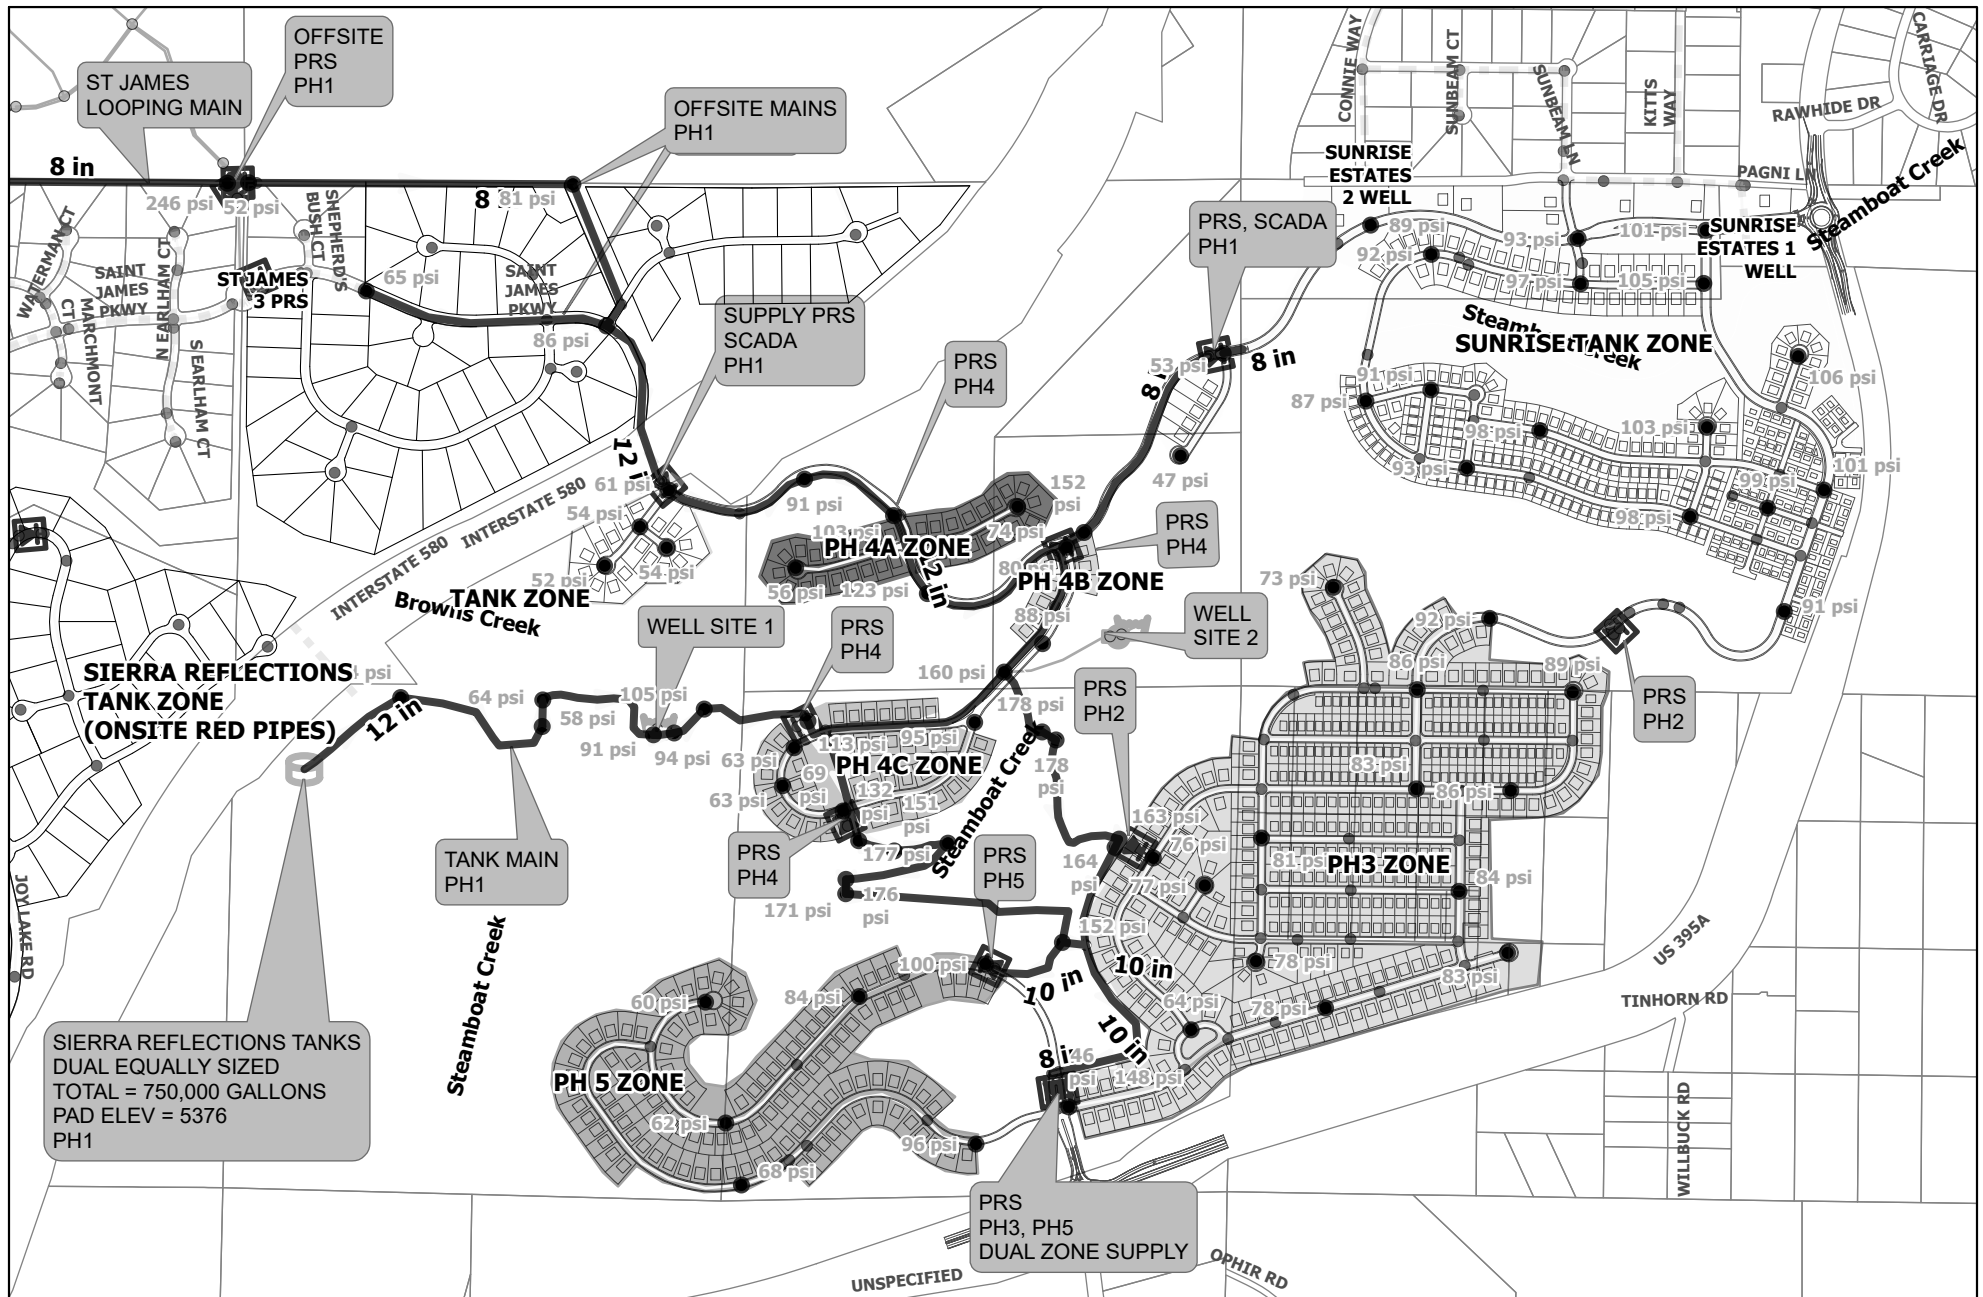 OFFSITE
PRS
PH1
ST JAMES
LOOPING MAIN
OFFSITE MAINS
PH1
CONNIE WAY
SUNBEAM CT
SUNBEAM LN
KITTS
WAY
CARRIAGE DR
RAWHIDE DR
PAGNI LN
Steamboat Creek
8 in
246 psi
52 psi
8
81 psi
SUNRISE
ESTATES
2 WELL
SUNRISE
ESTATES 1
WELL
PRS, SCADA
PH1
89 psi
93 psi
101 psi
92 psi
97 psi
105 psi
WATERMAN CT
SAINT
JAMES
PKWY
MARCHMONT
CT
N EARLHAM CT
S EARLHAM CT
SHEPHERD'S
BUSH CT
ST JAMES
3 PRS
65 psi
SAINT
JAMES
PKWY
86 psi
SUPPLY PRS
SCADA
PH1
PRS
PH4
53 psi
8 in
8
SUNRISE TANK ZONE
91 psi
87 psi
106 psi
98 psi
103 psi
93 psi
101 psi
99 psi
98 psi
47 psi
12 i
61 psi
54 psi
54 psi
52 psi
91 psi
152
psi
103 psi
74 psi
PH 4A ZONE
56 psi
123 psi
12 in
80 psi
PH 4B ZONE
88 psi
PRS
PH4
INTERSTATE 580
INTERSTATE 580
TANK ZONE
Browns Creek
WELL SITE 1
PRS
PH4
WELL
SITE 2
73 psi
92 psi
91 psi
SIERRA REFLECTIONS
TANK ZONE
(ONSITE RED PIPES)
12 in
64 psi
58 psi
105 psi
91 psi
94 psi
160 psi
178 psi
178
psi
PRS
PH2
86 psi
89 psi
PRS
PH2
63 psi
113 psi
95 psi
PH 4C ZONE
69
psi
63 psi
132
psi
151
psi
Steamboat Creek
83 psi
86 psi
163 psi
76 psi
164
psi
77 psi
81 psi
PH3 ZONE
84 psi
TANK MAIN
PH1
PRS
PH4
177 psi
PRS
PH5
171 psi
176
psi
152 psi
JOY LAKE RD
Steamboat Creek
100 psi
10 in
10 in
78 psi
83 psi
US 395A
TINHORN RD
60 psi
84 psi
64 psi
78 psi
10 in
8 i
46
psi
148 psi
SIERRA REFLECTIONS TANKS
DUAL EQUALLY SIZED
TOTAL = 750,000 GALLONS
PAD ELEV = 5376
PH1
PH 5 ZONE
62 psi
96 psi
68 psi
WILLBUCK RD
PRS
PH3, PH5
DUAL ZONE SUPPLY
UNSPECIFIED
OPHIR RD